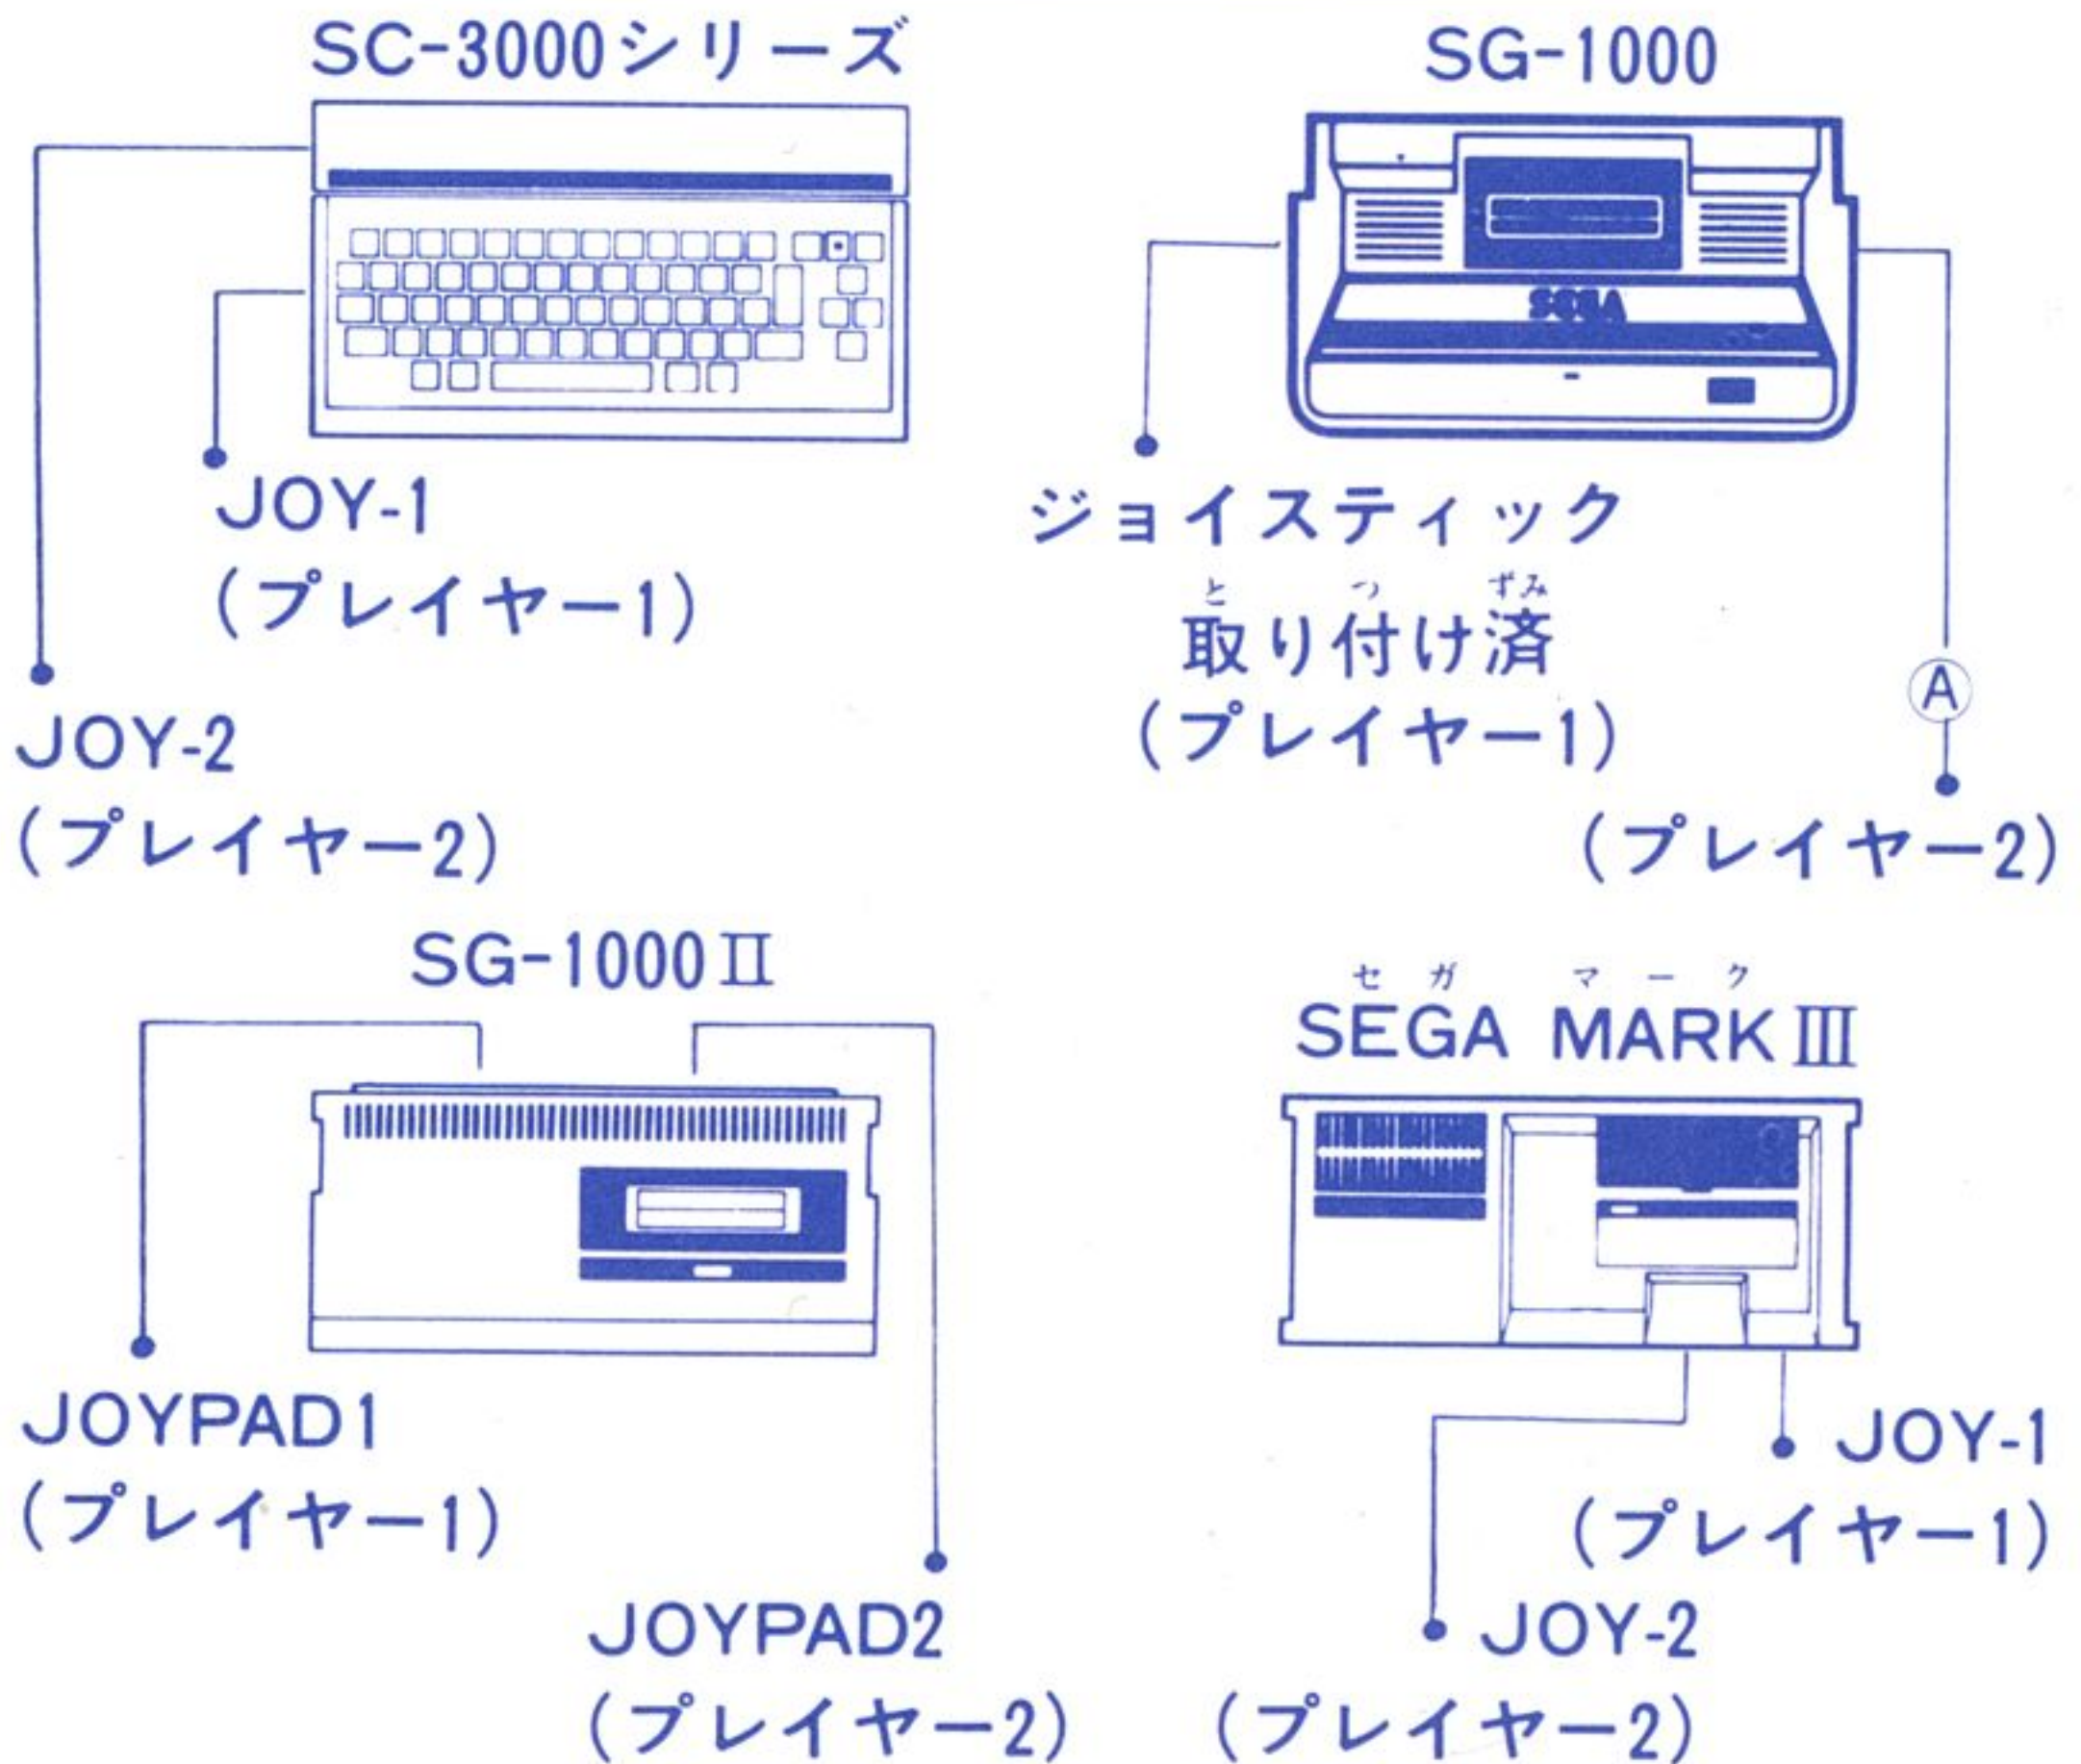 SC-3000シリーズ
JOY-1
(プレイヤー1)
JOY-2
(プレイヤー2)
SG-1000
SEGA
ジョイスティック
と つ ずみ
取り付け済
(プレイヤー1)
Ⓐ
(プレイヤー2)
SG-1000Ⅱ
JOYPAD1
(プレイヤー1)
JOYPAD2
(プレイヤー2)
セガ マーク
SEGA MARKⅢ
JOY-1
(プレイヤー1)
JOY-2
(プレイヤー2)